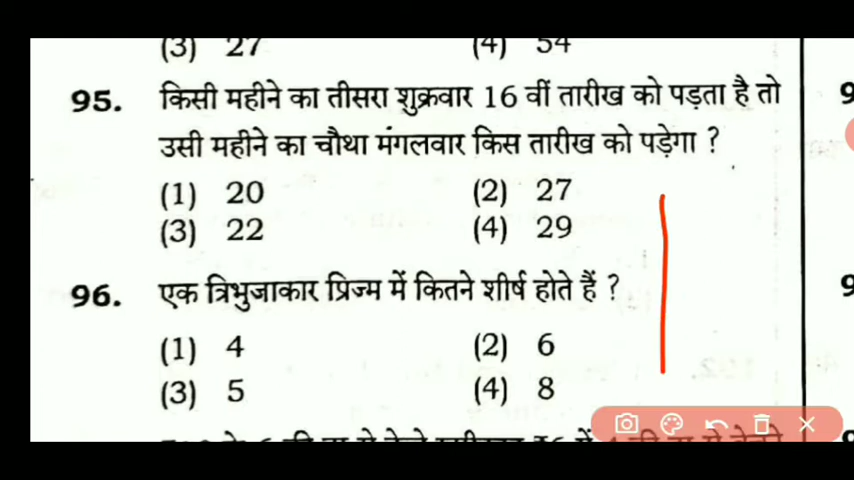 (3) 27 (4) 54
95. किसी महीने का तीसरा शुक्रवार 16 वीं तारीख को पड़ता है तो
उसी महीने का चौथा मंगलवार किस तारीख को पड़ेगा ?
(1) 20 (2) 27
(3) 22 (4) 29
96. एक त्रिभुजाकार प्रिज्म में कितने शीर्ष होते हैं ?
(1) 4 (2) 6
(3) 5 (4) 8